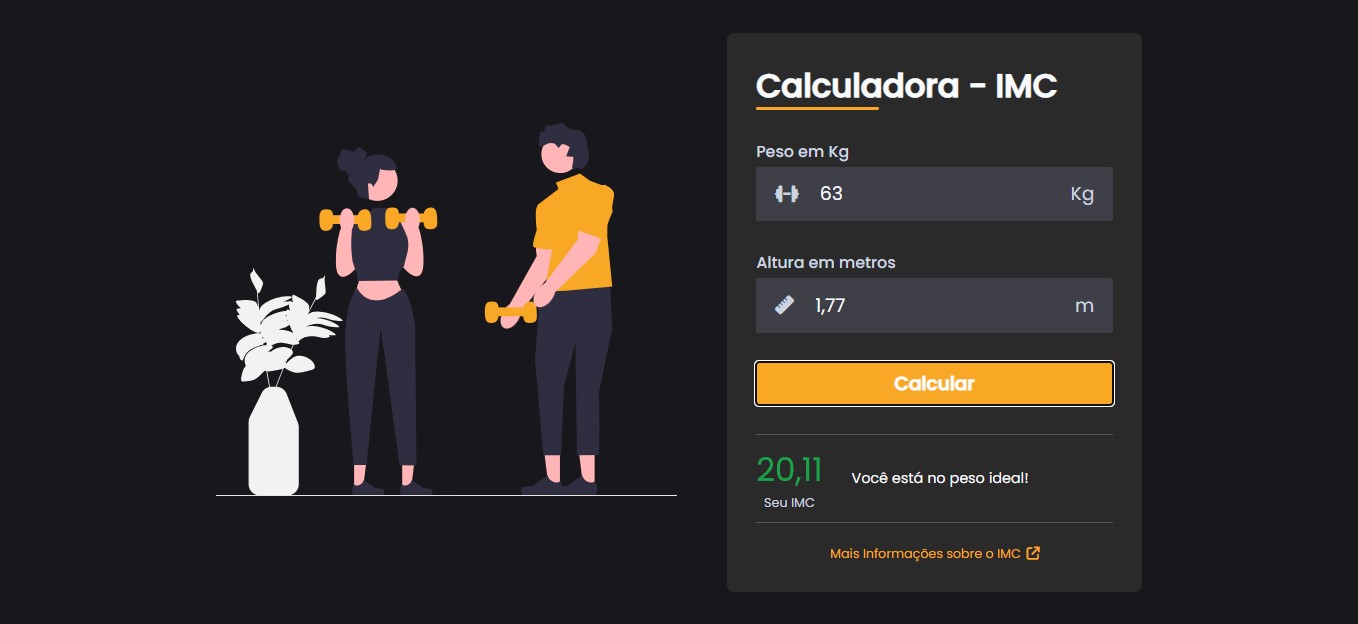 Calculadora - IMC
Peso em Kg
63 Kg
Altura em metros
1,77 m
Calcular
20,11
Você está no peso ideal!
Seu IMC
Mais Informações sobre o IMC